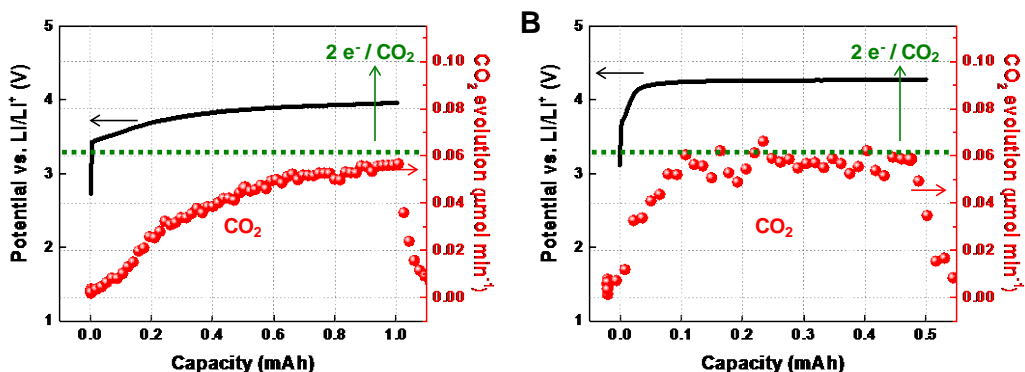 B
5
4
3
2
1
Potential vs. LI/LI⁺ (V)
2 e⁻ / CO₂
CO₂
0.10
0.08
0.06
0.04
0.02
0.00
CO₂ evolution (μmol mIn⁻¹)
0.0 0.2 0.4 0.6 0.8 1.0
Capacity (mAh)
5
4
3
2
1
Potential vs. LI/LI⁺ (V)
2 e⁻ / CO₂
CO₂
0.10
0.08
0.06
0.04
0.02
0.00
CO₂ evolution (μmol mIn⁻¹)
0.0 0.1 0.2 0.3 0.4 0.5
Capacity (mAh)